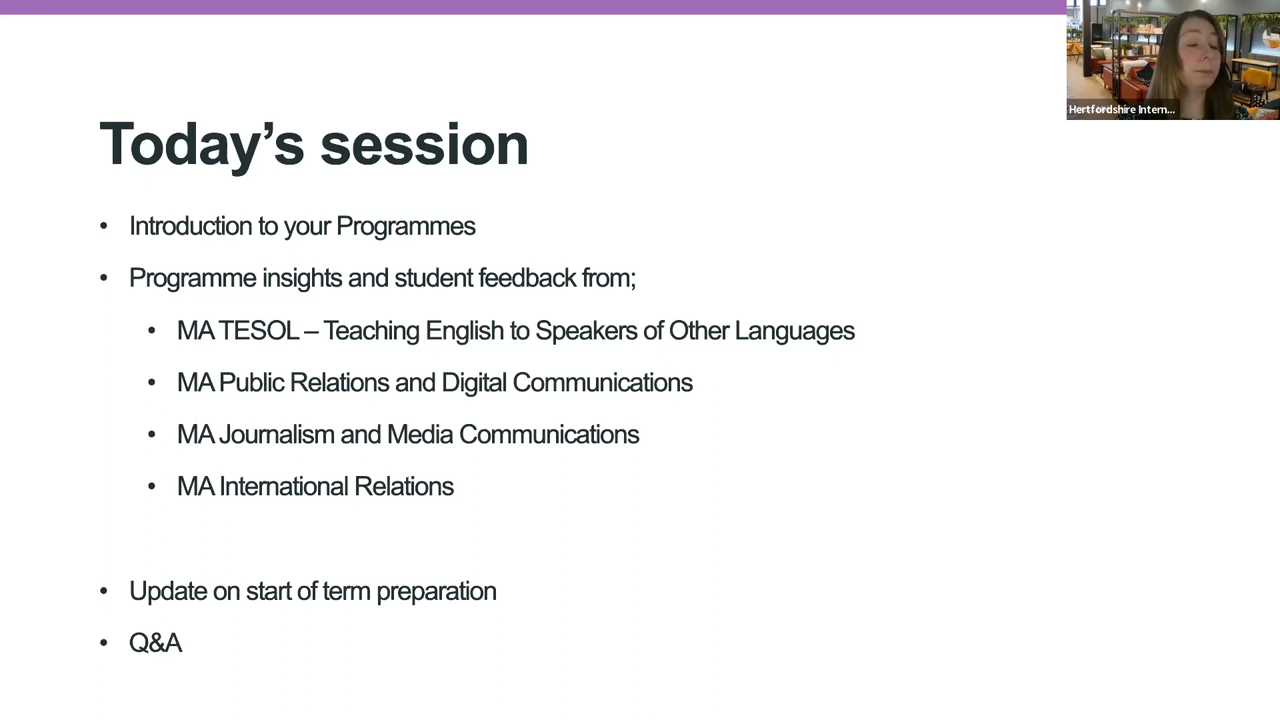 Hertfordshire Intern...
Today's session
• Introduction to your Programmes
• Programme insights and student feedback from;
• MA TESOL – Teaching English to Speakers of Other Languages
• MA Public Relations and Digital Communications
• MA Journalism and Media Communications
• MA International Relations
• Update on start of term preparation
• Q&A